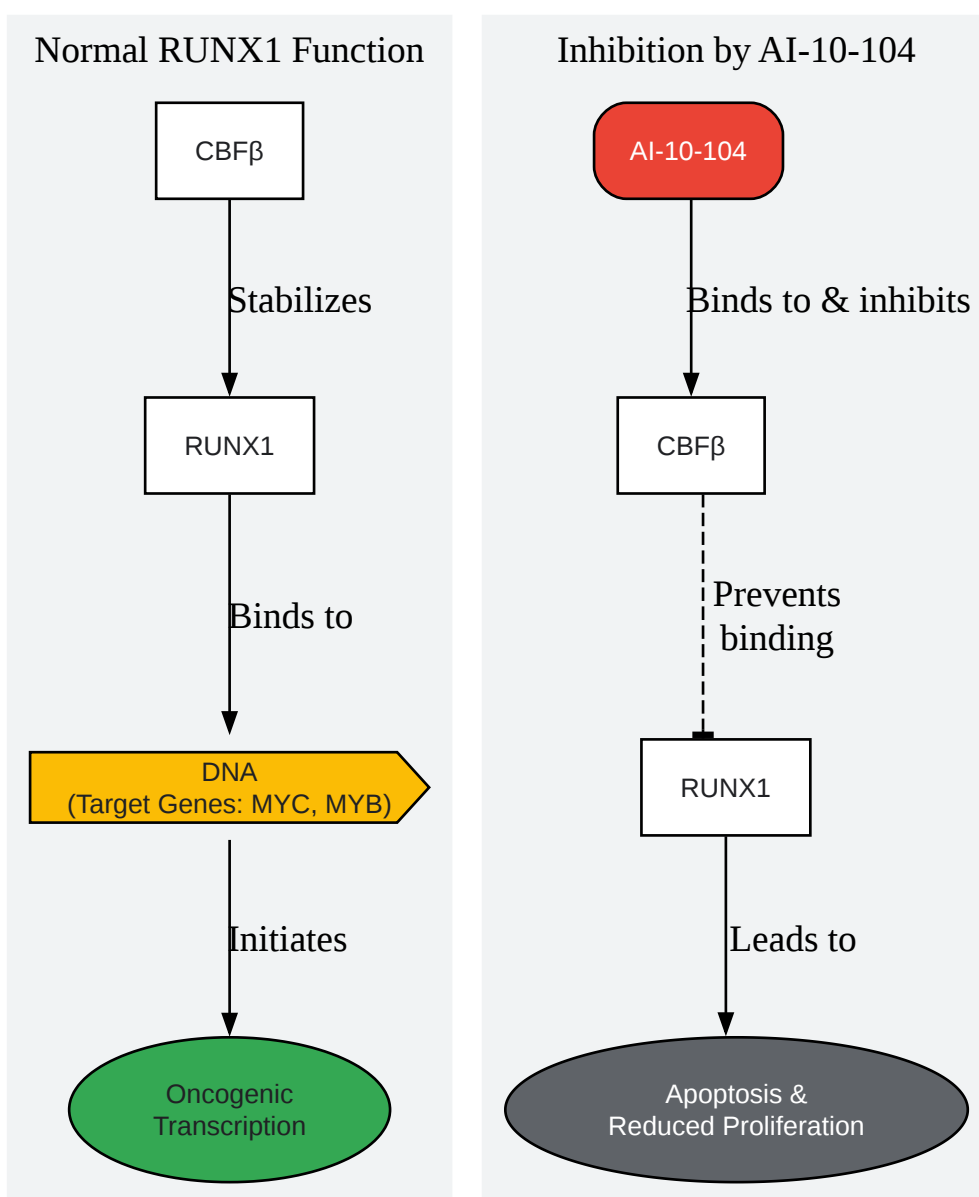 Normal RUNX1 Function
CBFβ
Stabilizes
RUNX1
Binds to
DNA
(Target Genes: MYC, MYB)
Initiates
Oncogenic
Transcription
Inhibition by AI-10-104
AI-10-104
Binds to & inhibits
CBFβ
Prevents
binding
RUNX1
Leads to
Apoptosis &
Reduced Proliferation